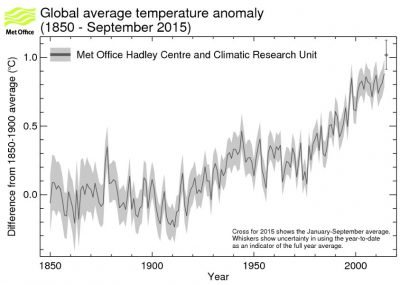 Met Office
Global average temperature anomaly
(1850 - September 2015)
Met Office Hadley Centre and Climatic Research Unit
Difference from 1850-1900 average (°C)
1.0
0.5
0.0
Cross for 2015 shows the January-September average.
Whiskers show uncertainty in using the year-to-date
as an indicator of the full year average.
1850
1900
1950
2000
Year